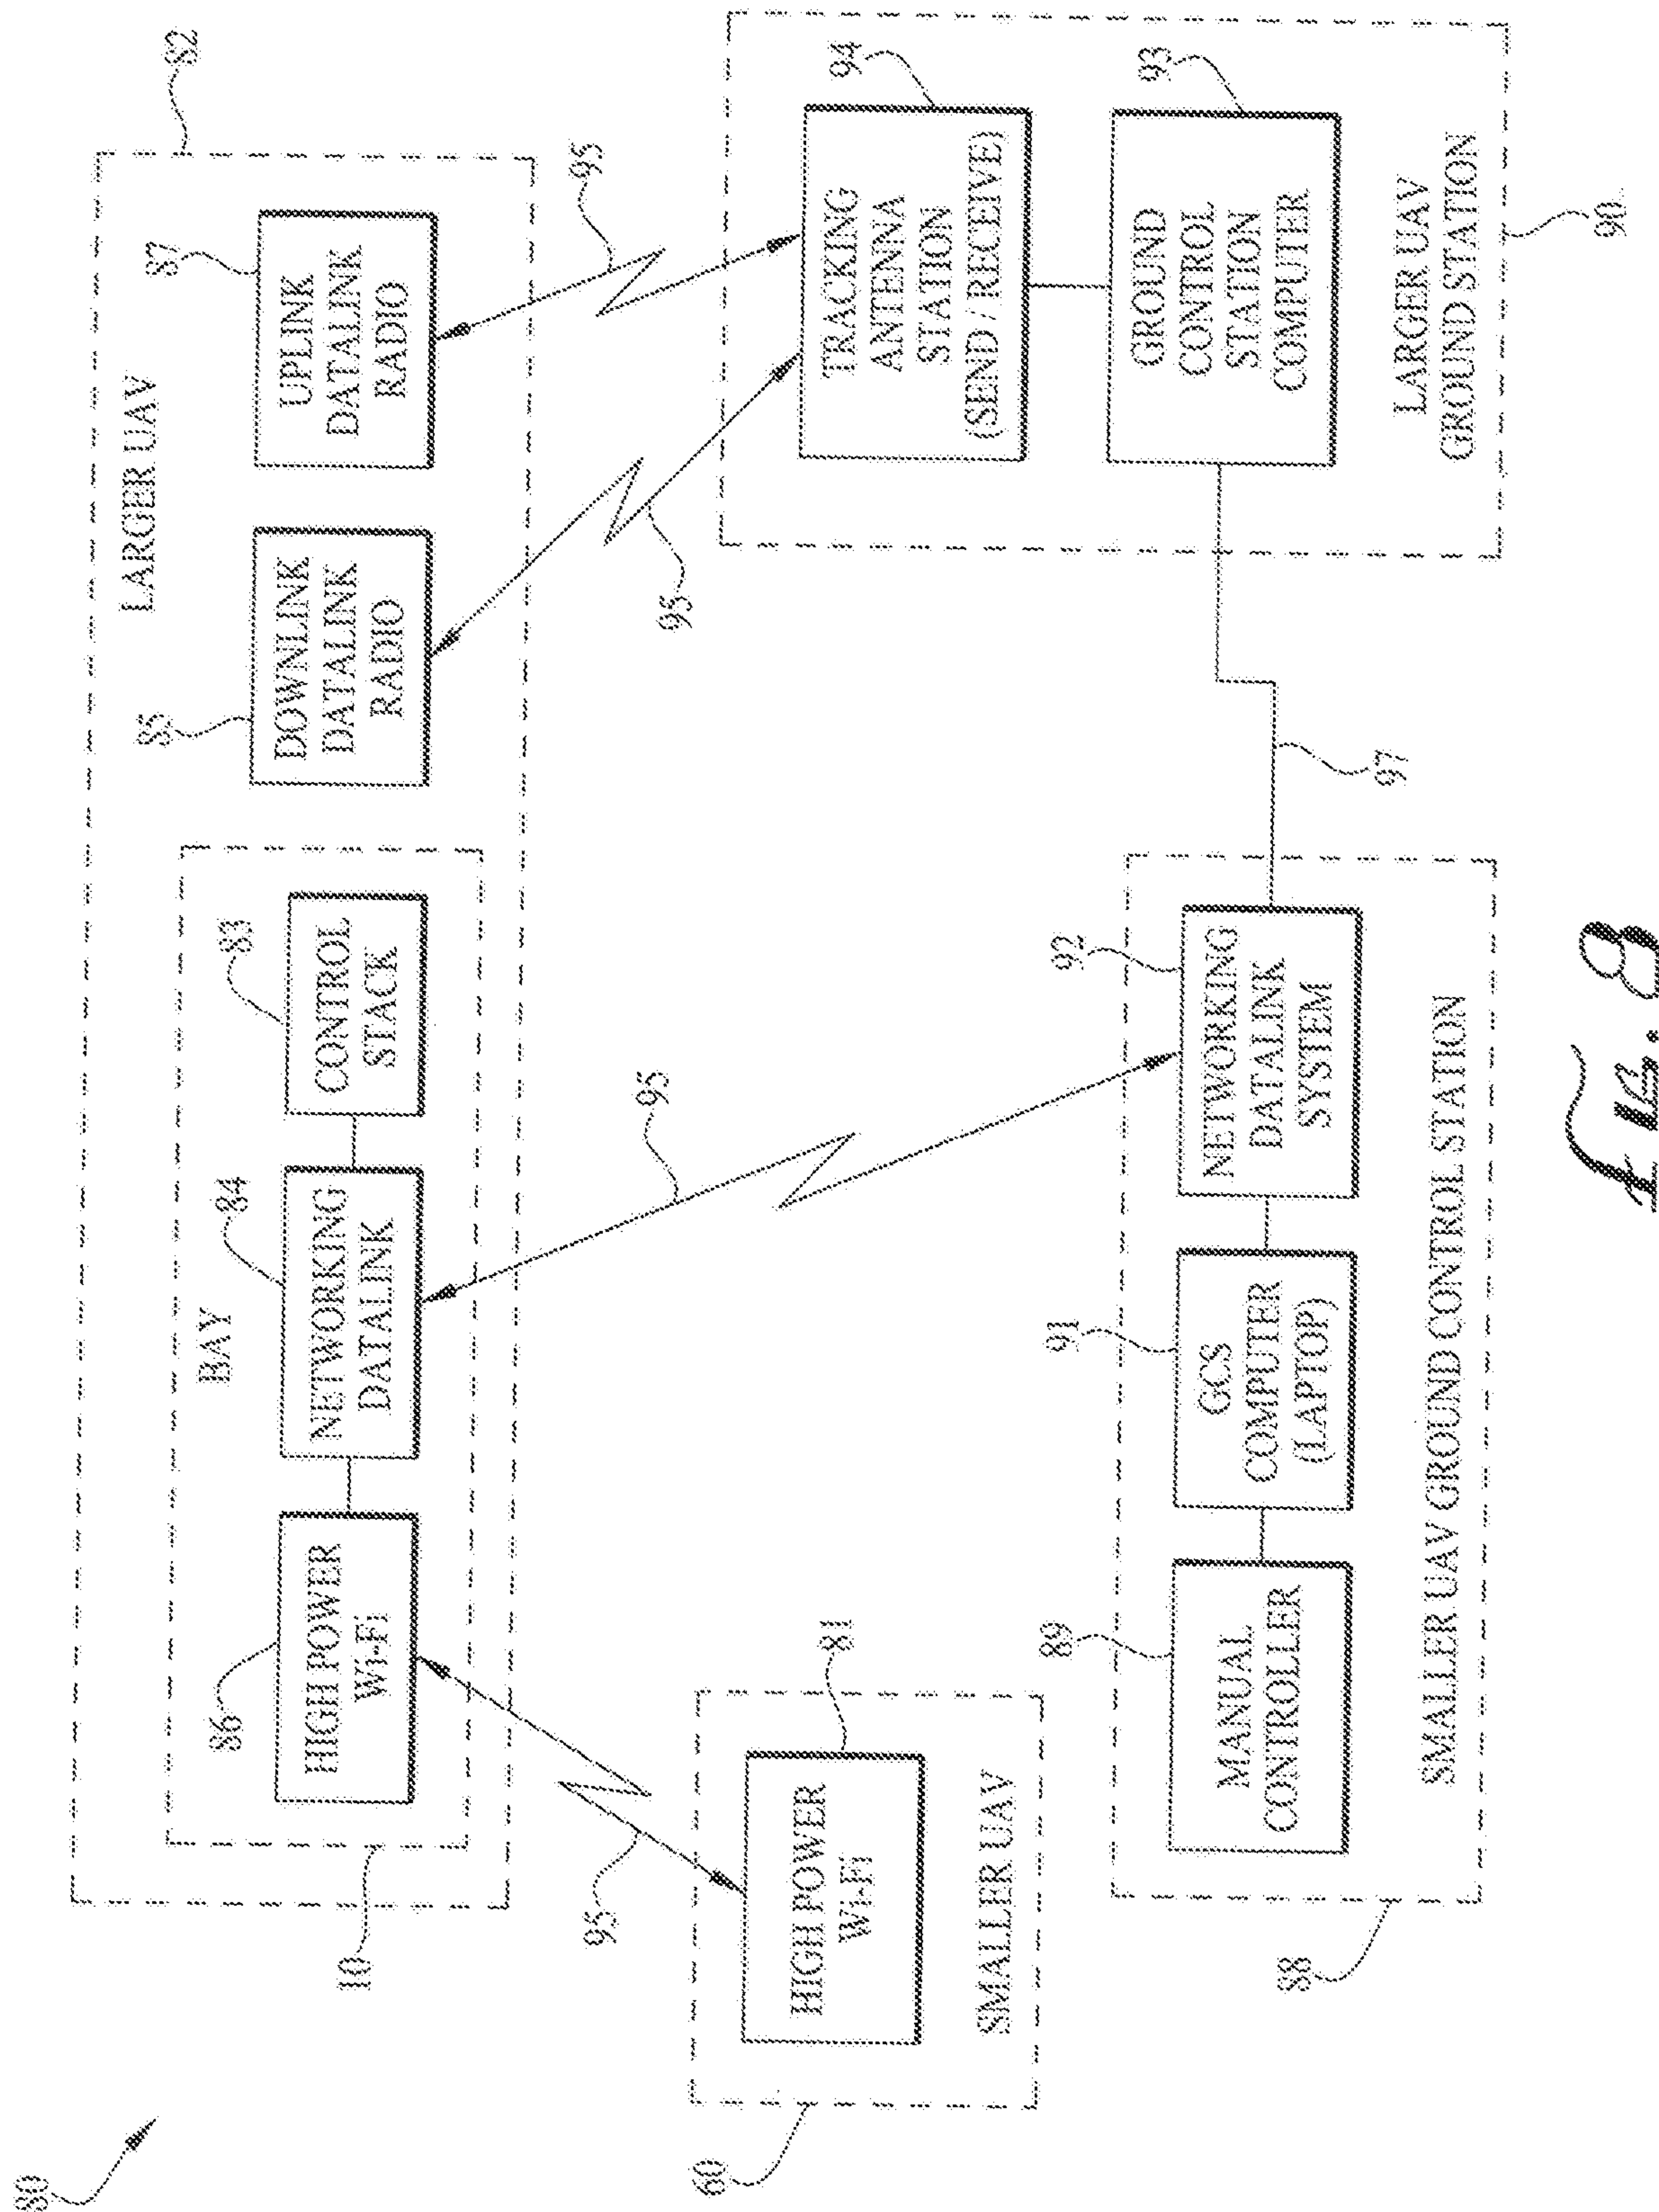 80
82
LARGER UAV
BAY
10
86
HIGH POWER
Wi-Fi
84
NETWORKING
DATALINK
83
CONTROL
STACK
85
DOWNLINK
DATALINK
RADIO
87
UPLINK
DATALINK
RADIO
95
95
95
95
60
81
HIGH POWER
Wi-Fi
SMALLER UAV
94
TRACKING
ANTENNA
STATION
(SEND / RECEIVE)
93
GROUND
CONTROL
STATION
COMPUTER
LARGER UAV
GROUND STATION
90
97
88
89
MANUAL
CONTROLLER
91
GCS
COMPUTER
(LAPTOP)
92
NETWORKING
DATALINK
SYSTEM
SMALLER UAV GROUND CONTROL STATION
FIG. 8